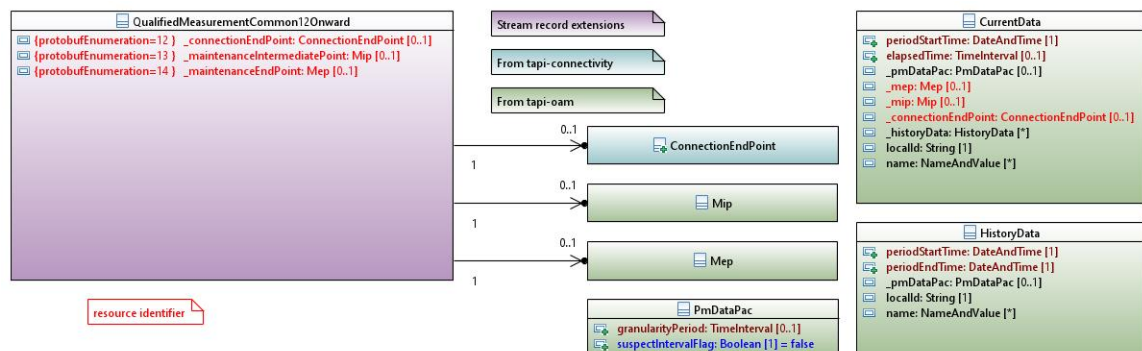 QualifiedMeasurementCommon12Onward
{protobufEnumeration=12 } _connectionEndPoint: ConnectionEndPoint [0..1]
{protobufEnumeration=13 } _maintenanceIntermediatePoint: Mip [0..1]
{protobufEnumeration=14 } _maintenanceEndPoint: Mep [0..1]
resource identifier
Stream record extensions
From tapi-connectivity
From tapi-oam
0..1
1
ConnectionEndPoint
0..1
1
Mip
0..1
1
Mep
PmDataPac
granularityPeriod: TimeInterval [0..1]
suspectIntervalFlag: Boolean [1] = false
CurrentData
periodStartTime: DateAndTime [1]
elapsedTime: TimeInterval [0..1]
_pmDataPac: PmDataPac [0..1]
_mep: Mep [0..1]
_mip: Mip [0..1]
_connectionEndPoint: ConnectionEndPoint [0..1]
_historyData: HistoryData [*]
localId: String [1]
name: NameAndValue [*]
HistoryData
periodStartTime: DateAndTime [1]
periodEndTime: DateAndTime [1]
_pmDataPac: PmDataPac [0..1]
localId: String [1]
name: NameAndValue [*]